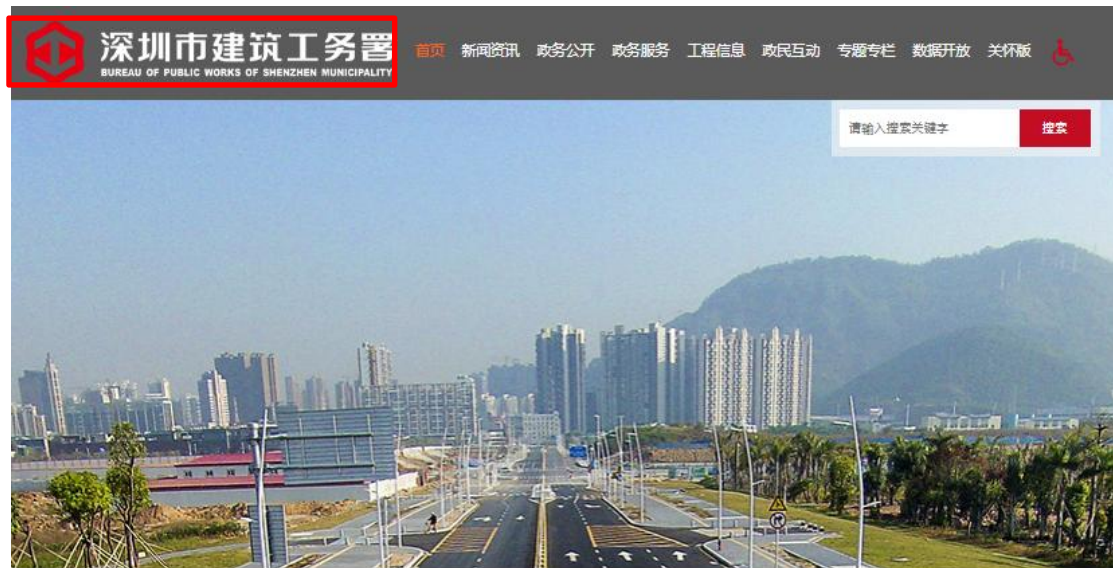 深圳市建筑工务署
BUREAU OF PUBLIC WORKS OF SHENZHEN MUNICIPALITY
首页 新闻资讯 政务公开 政务服务 工程信息 政民互动 专题专栏 数据开放 关怀版
请输入搜索关键字 搜索